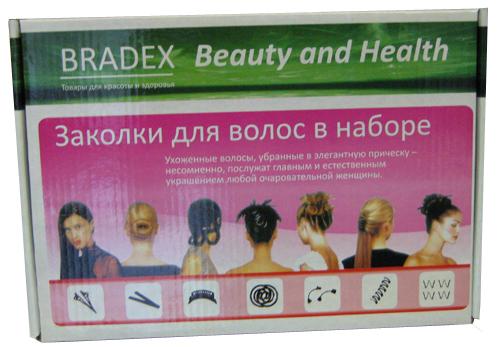 BRADEX Beauty and Health
Товары для красоты и здоровья
Заколки для волос в наборе
Ухоженные волосы, убранные в элегантную прическу –
несомненно, послужат главным и естественным
украшением любой очаровательной женщины.